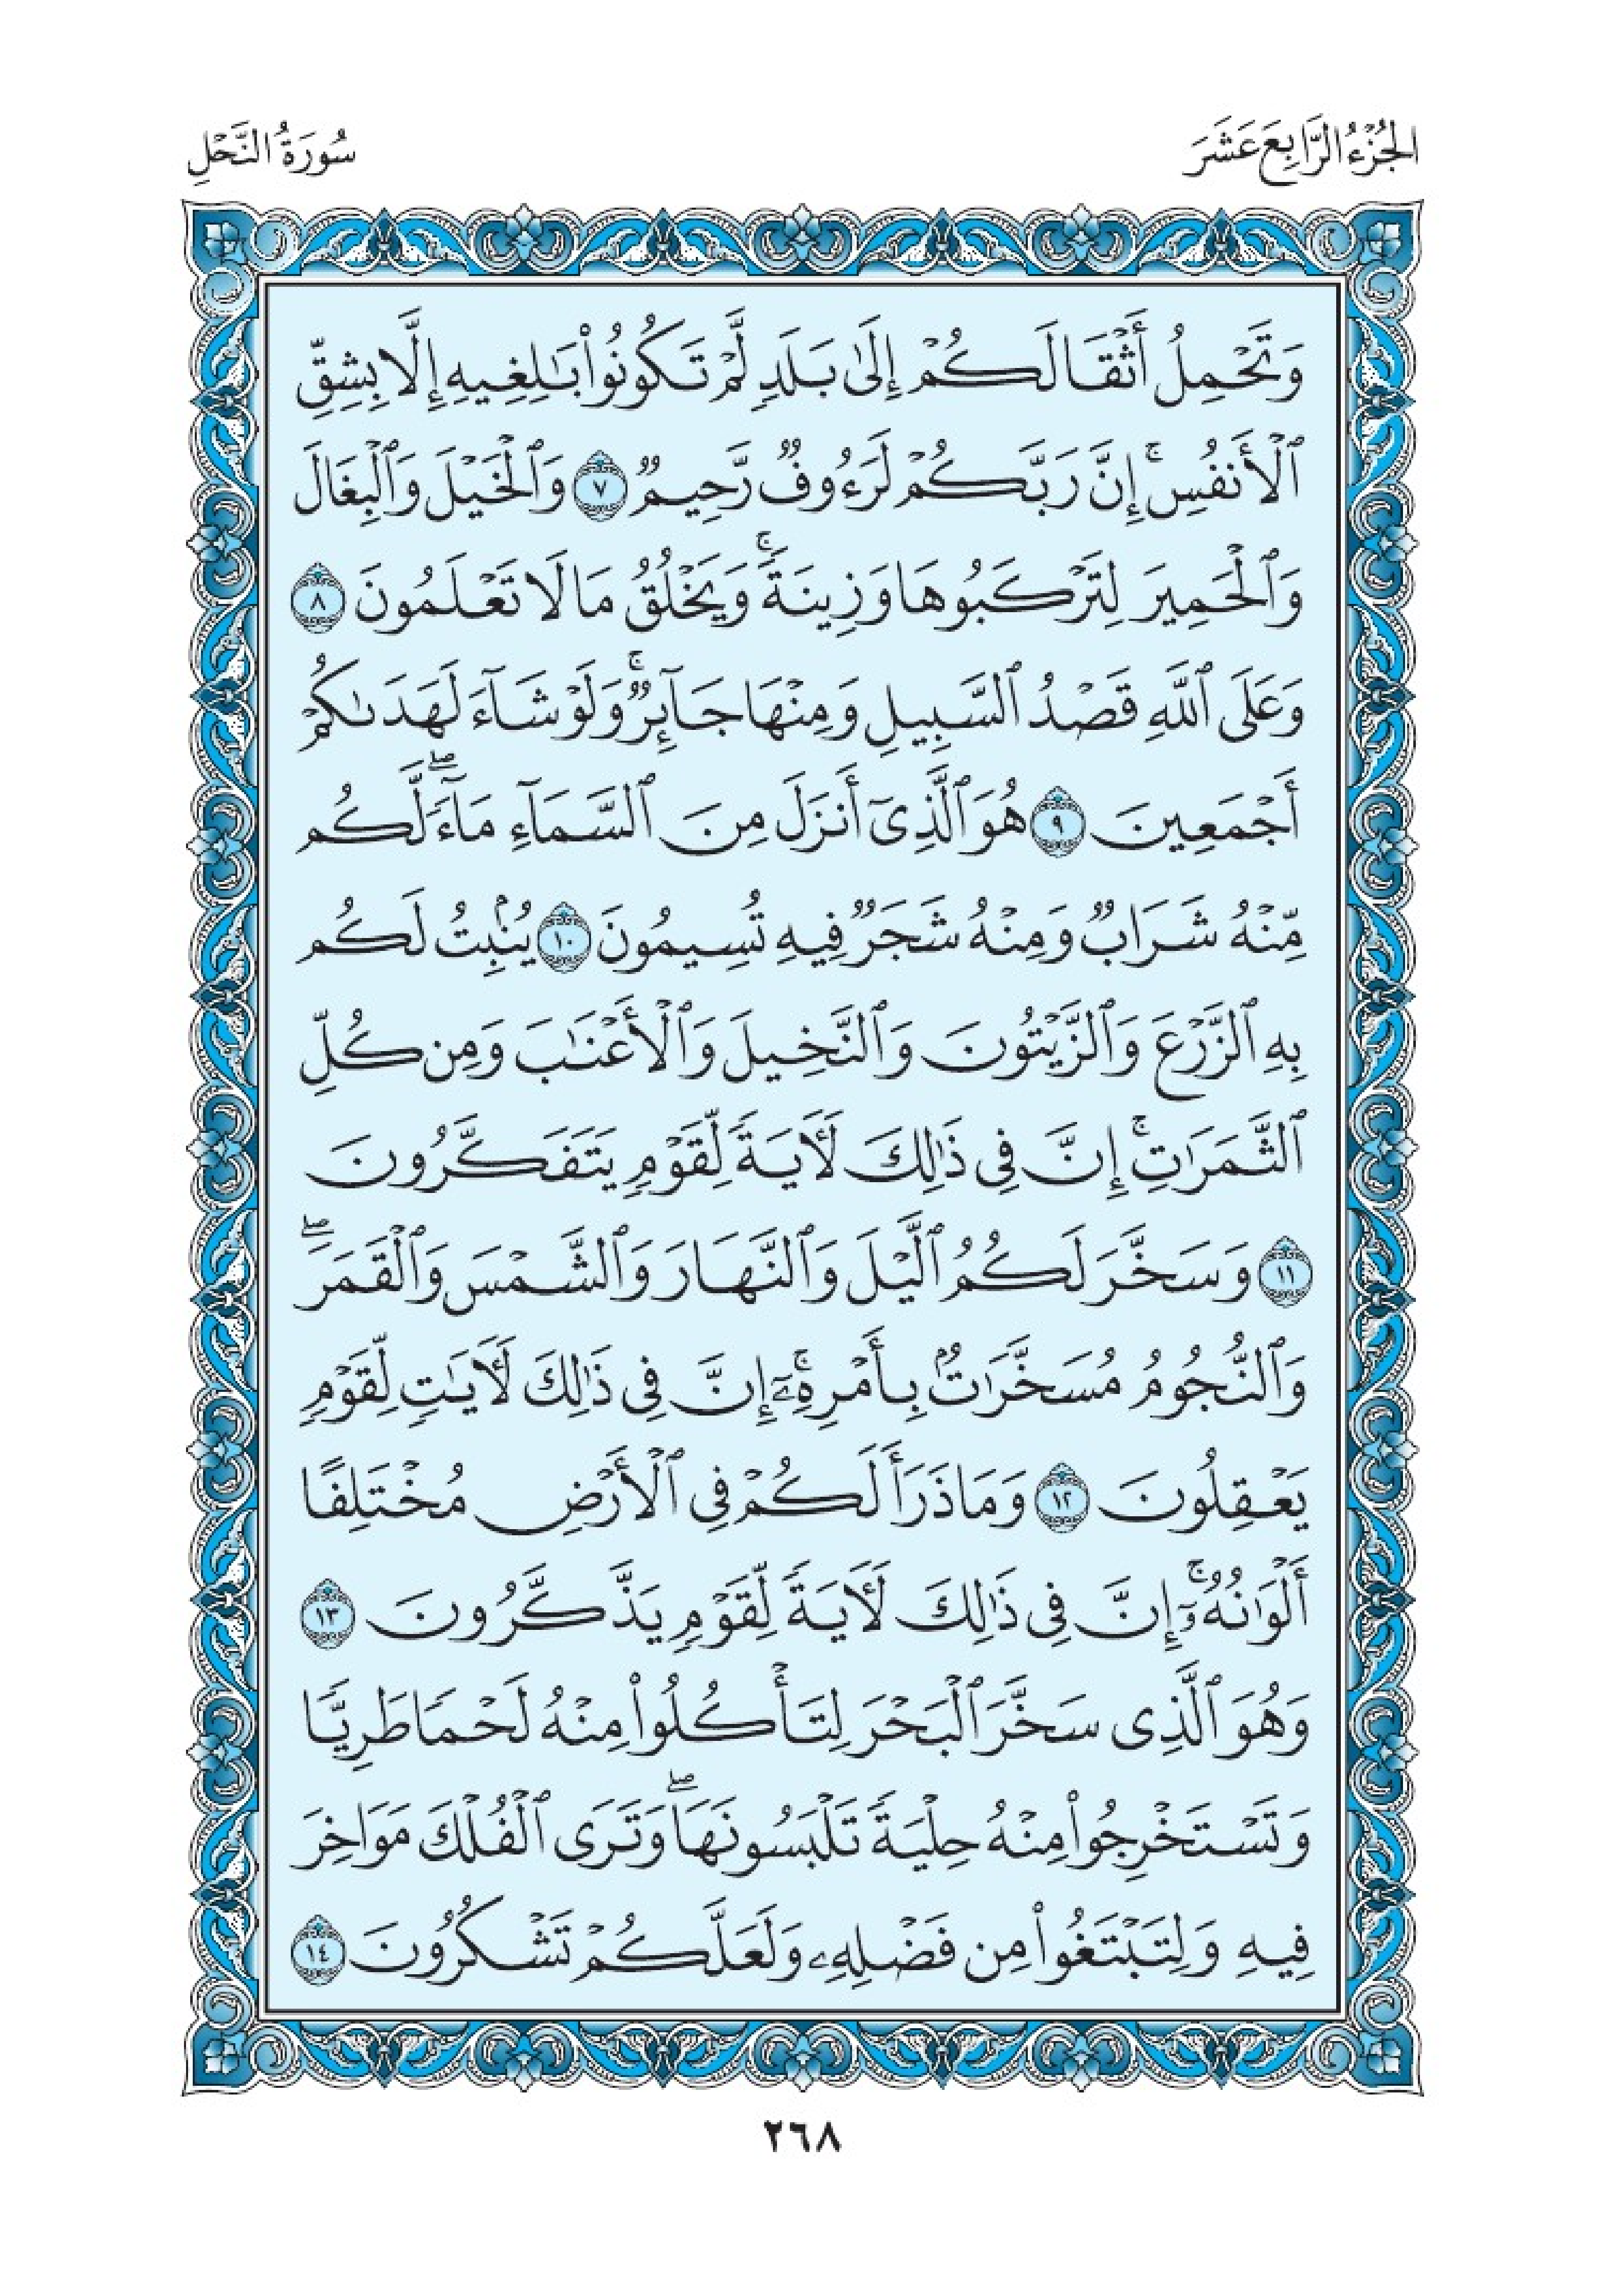 الجُزْءُ الرَّابِعَ عَشَرَ
سُورَةُ النَّحْلِ
وَتَحْمِلُ أَثْقَالَكُمْ إِلَىٰ بَلَدٍ لَّمْ تَكُونُوا۟ بَـٰلِغِيهِ إِلَّا بِشِقِّ
ٱلْأَنفُسِ ۚ إِنَّ رَبَّكُمْ لَرَءُوفٌ رَّحِيمٌ ٧ وَٱلْخَيْلَ وَٱلْبِغَالَ
وَٱلْحَمِيرَ لِتَرْكَبُوهَا وَزِينَةً ۚ وَيَخْلُقُ مَا لَا تَعْلَمُونَ ٨
وَعَلَى ٱللَّهِ قَصْدُ ٱلسَّبِيلِ وَمِنْهَا جَآئِرٌ ۚ وَلَوْ شَآءَ لَهَدَىٰكُمْ
أَجْمَعِينَ ٩ هُوَ ٱلَّذِىٓ أَنزَلَ مِنَ ٱلسَّمَآءِ مَآءً ۖ لَّكُم
مِّنْهُ شَرَابٌ وَمِنْهُ شَجَرٌ فِيهِ تُسِيمُونَ ١٠ يُنۢبِتُ لَكُم
بِهِ ٱلزَّرْعَ وَٱلزَّيْتُونَ وَٱلنَّخِيلَ وَٱلْأَعْنَـٰبَ وَمِن كُلِّ
ٱلثَّمَرَٰتِ ۗ إِنَّ فِى ذَٰلِكَ لَـَٔايَةً لِّقَوْمٍ يَتَفَكَّرُونَ
١١ وَسَخَّرَ لَكُمُ ٱلَّيْلَ وَٱلنَّهَارَ وَٱلشَّمْسَ وَٱلْقَمَرَ ۖ
وَٱلنُّجُومُ مُسَخَّرَٰتٌۢ بِأَمْرِهِۦٓ ۗ إِنَّ فِى ذَٰلِكَ لَـَٔايَـٰتٍ لِّقَوْمٍ
يَعْقِلُونَ ١٢ وَمَا ذَرَأَ لَكُمْ فِى ٱلْأَرْضِ مُخْتَلِفًا
أَلْوَٰنُهُۥٓ ۗ إِنَّ فِى ذَٰلِكَ لَـَٔايَةً لِّقَوْمٍ يَذَّكَّرُونَ ١٣
وَهُوَ ٱلَّذِى سَخَّرَ ٱلْبَحْرَ لِتَأْكُلُوا۟ مِنْهُ لَحْمًا طَرِيًّا
وَتَسْتَخْرِجُوا۟ مِنْهُ حِلْيَةً تَلْبَسُونَهَا ۖ وَتَرَى ٱلْفُلْكَ مَوَاخِرَ
فِيهِ وَلِتَبْتَغُوا۟ مِن فَضْلِهِۦ وَلَعَلَّكُمْ تَشْكُرُونَ ١٤
٢٦٨